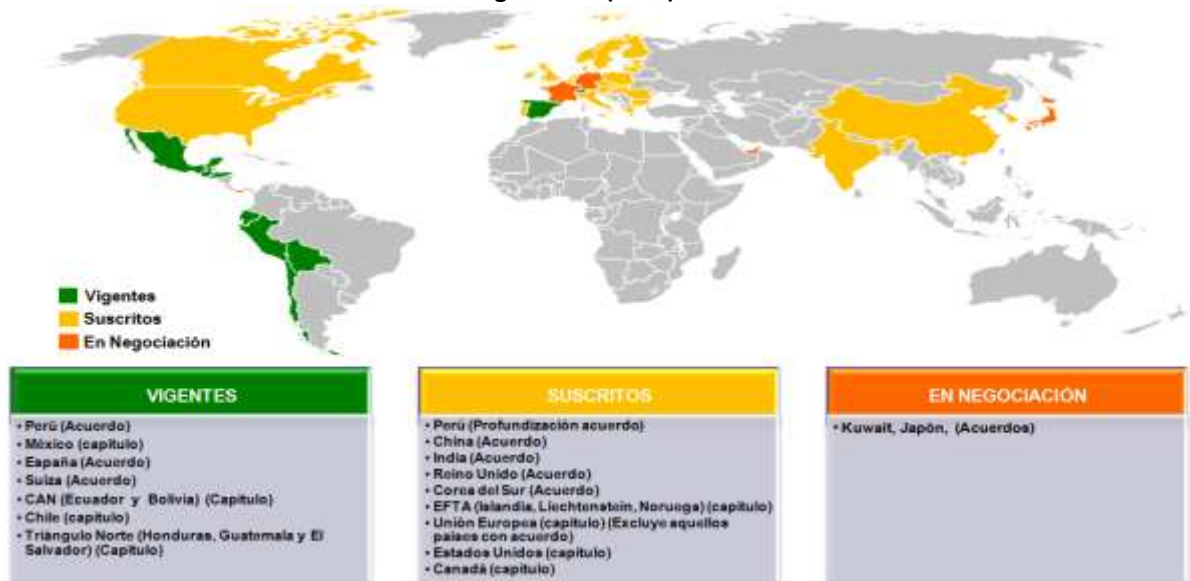 Vigentes
Suscritos
En Negociación
VIGENTES
• Perú (Acuerdo)
• México (capítulo)
• España (Acuerdo)
• Suiza (Acuerdo)
• CAN (Ecuador y Bolivia) (Capítulo)
• Chile (capítulo)
• Triángulo Norte (Honduras, Guatemala y El
Salvador) (Capítulo)
SUSCRITOS
• Perú (Profundización acuerdo)
• China (Acuerdo)
• India (Acuerdo)
• Reino Unido (Acuerdo)
• Corea del Sur (Acuerdo)
• EFTA (Islandia, Liechtenstein, Noruega) (capítulo)
• Unión Europea (capítulo) (Excluye aquellos
países con acuerdo)
• Estados Unidos (capítulo)
• Canadá (capítulo)
EN NEGOCIACIÓN
• Kuwait, Japón, (Acuerdos)